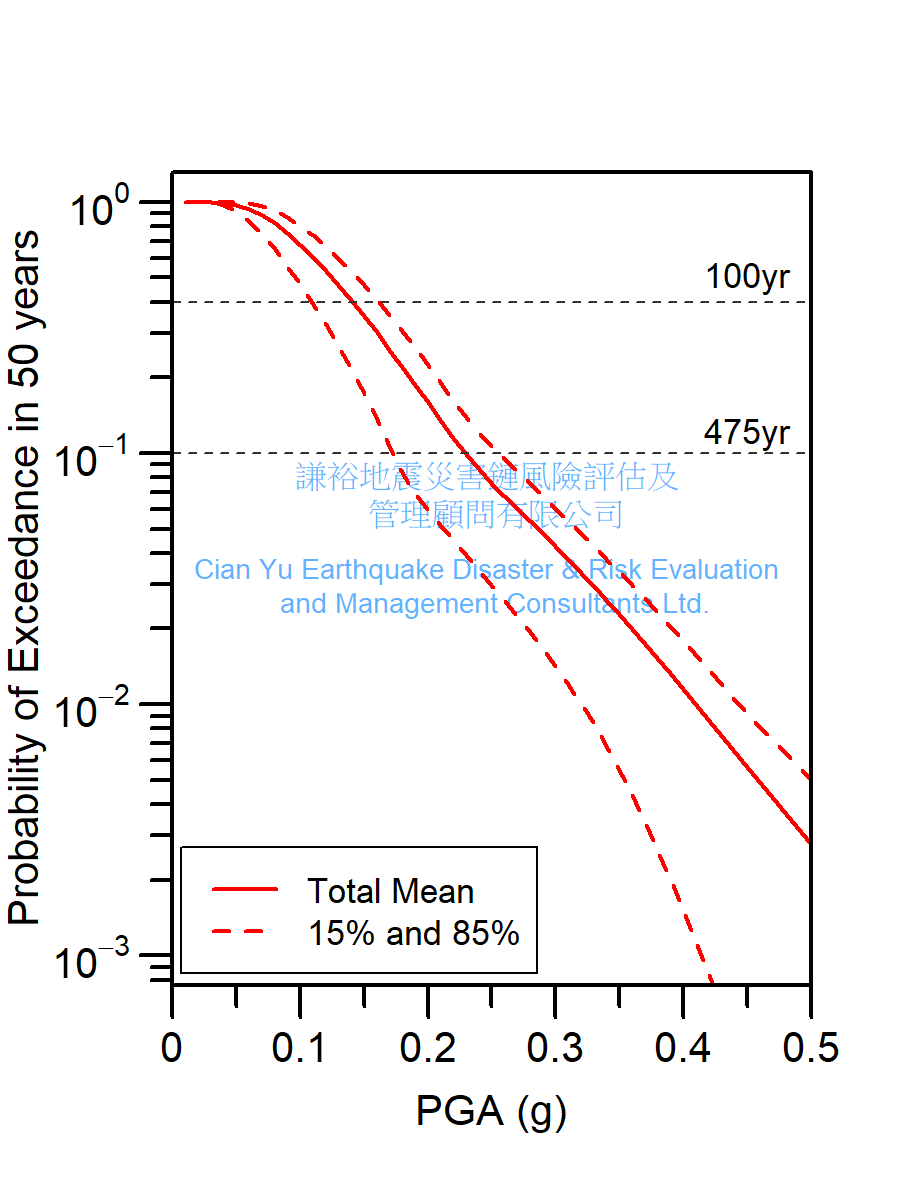 10⁰
10⁻¹
10⁻²
10⁻³
Probability of Exceedance in 50 years
100yr
475yr
謙裕地震災害鏈風險評估及
管理顧問有限公司
Cian Yu Earthquake Disaster & Risk Evaluation
and Management Consultants Ltd.
Total Mean
15% and 85%
0 0.1 0.2 0.3 0.4 0.5
PGA (g)